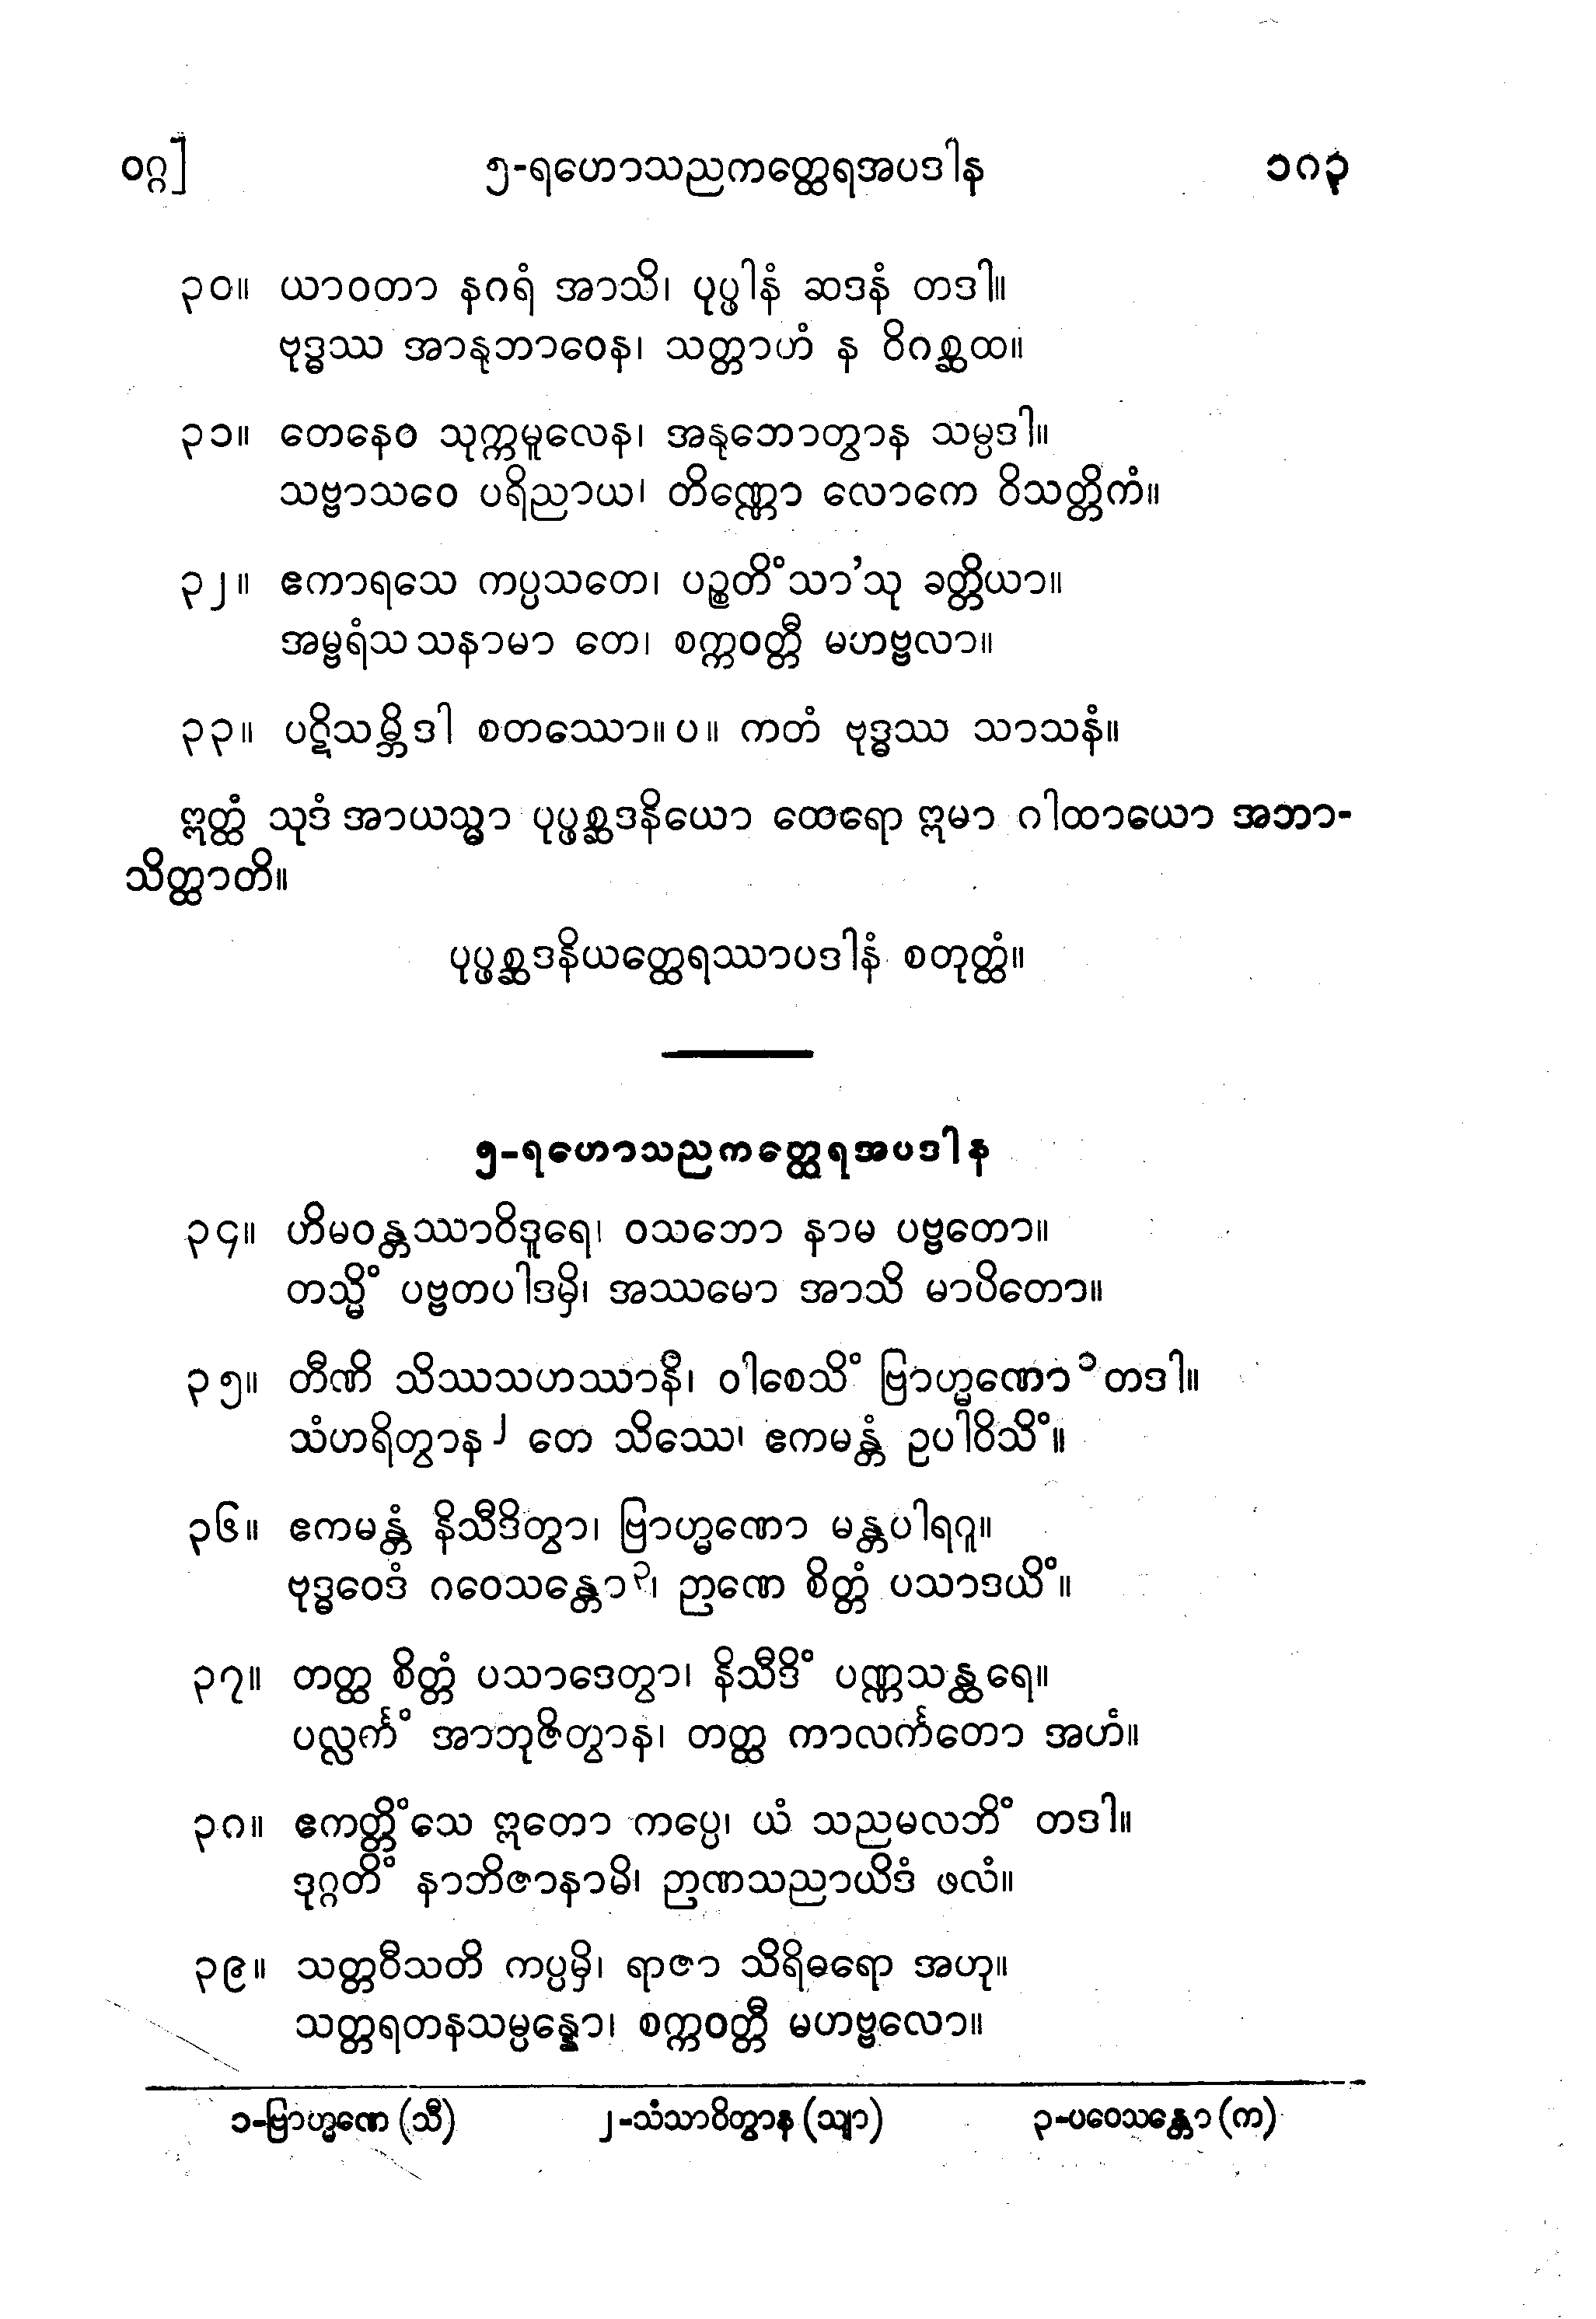 ဝဂ္ဂ] ၅-ရဟောသညကတ္ထေရအပဒါန ၁၈၃
၃၀။ ယာဝတာ နဂရံ အာသိ၊ ပုပ္ဖါနံ ဆဒနံ တဒါ။
ဗုဒ္ဓဿ အာနုဘာဝေန၊ သတ္တာဟံ န ဝိဂစ္ဆထ။
၃၁။ တေနေဝ သုက္ကမူလေန၊ အနုဘောတွာန သမ္ပဒါ။
သဗ္ဗာသဝေ ပရိညာယ၊ တိဏ္ဏော လောကေ ဝိသတ္တိကံ။
၃၂။ ဧကာရသေ ကပ္ပသတေ၊ ပဉ္စတိံသာ’သု ခတ္တိယာ။
အမ္ဗရံသ သနာမာ တေ၊ စက္ကဝတ္တီ မဟဗ္ဗလာ။
၃၃။ ပဋိသမ္ဘိဒါ စတဿော။ ပ။ ကတံ ဗုဒ္ဓဿ သာသနံ။
ဣတ္ထံ သုဒံ အာယသ္မာ ပုပ္ဖစ္ဆဒနိယော ထေရော ဣမာ ဂါထာယော အဘာ-
သိတ္ထာတိ။
ပုပ္ဖစ္ဆဒနိယတ္ထေရဿာပဒါနံ စတုတ္ထံ။
၅-ရဟောသညကတ္ထေရအပဒါန
၃၄။ ဟိမဝန္တဿာဝိဒူရေ၊ ဝသဘော နာမ ပဗ္ဗတော။
တသ္မိံ ပဗ္ဗတပါဒမှိ၊ အဿမော အာသိ မာပိတော။
၃၅။ တီဏိ သိဿသဟဿာနိ၊ ဝါစေသိံ ဗြာဟ္မဏော ၁ တဒါ။
သံဟရိတွာန ၂ တေ သိဿေ၊ ဧကမန္တံ ဥပါဝိသိံ။
၃၆။ ဧကမန္တံ နိသီဒိတွာ၊ ဗြာဟ္မဏော မန္တပါရဂူ။
ဗုဒ္ဓဝေဒံ ဂဝေသန္တော ၃၊ ဉာဏေ စိတ္တံ ပသာဒယိံ။
၃၇။ တတ္ထ စိတ္တံ ပသာဒေတွာ၊ နိသီဒိံ ပဏ္ဏသန္ထရေ။
ပလ္လင်္ကံ အာဘုဇိတွာန၊ တတ္ထ ကာလင်္ကတော အဟံ။
၃၈။ ဧကတ္တိံသေ ဣတော ကပ္ပေ၊ ယံ သညမလဘိံ တဒါ။
ဒုဂ္ဂတိံ နာဘိဇာနာမိ၊ ဉာဏသညာယိဒံ ဖလံ။
၃၉။ သတ္တဝီသတိ ကပ္ပမှိ၊ ရာဇာ သိရိဓရော အဟု။
သတ္တရတနသမ္ပန္နော၊ စက္ကဝတ္တီ မဟဗ္ဗလော။
၁-ဗြာဟ္မဏေ (သီ) ၂-သံသာဝိတွာန (သျာ) ၃-ပဝေသန္တော (က)